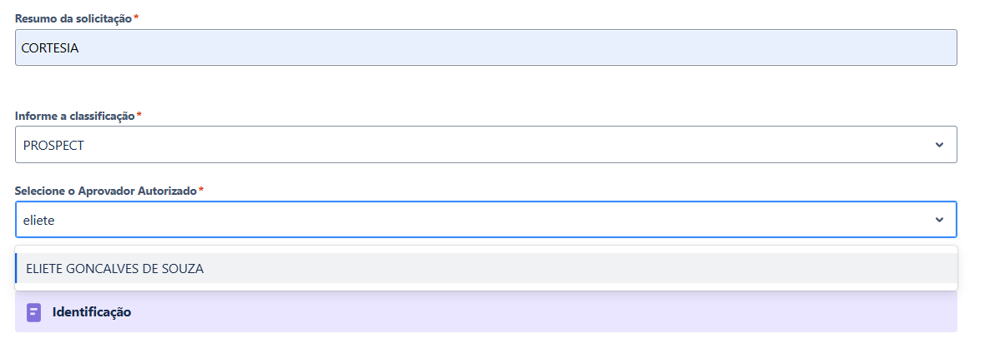 Resumo da solicitação*
CORTESIA
Informe a classificação*
PROSPECT
Selecione o Aprovador Autorizado*
eliete
ELIETE GONCALVES DE SOUZA
Identificação